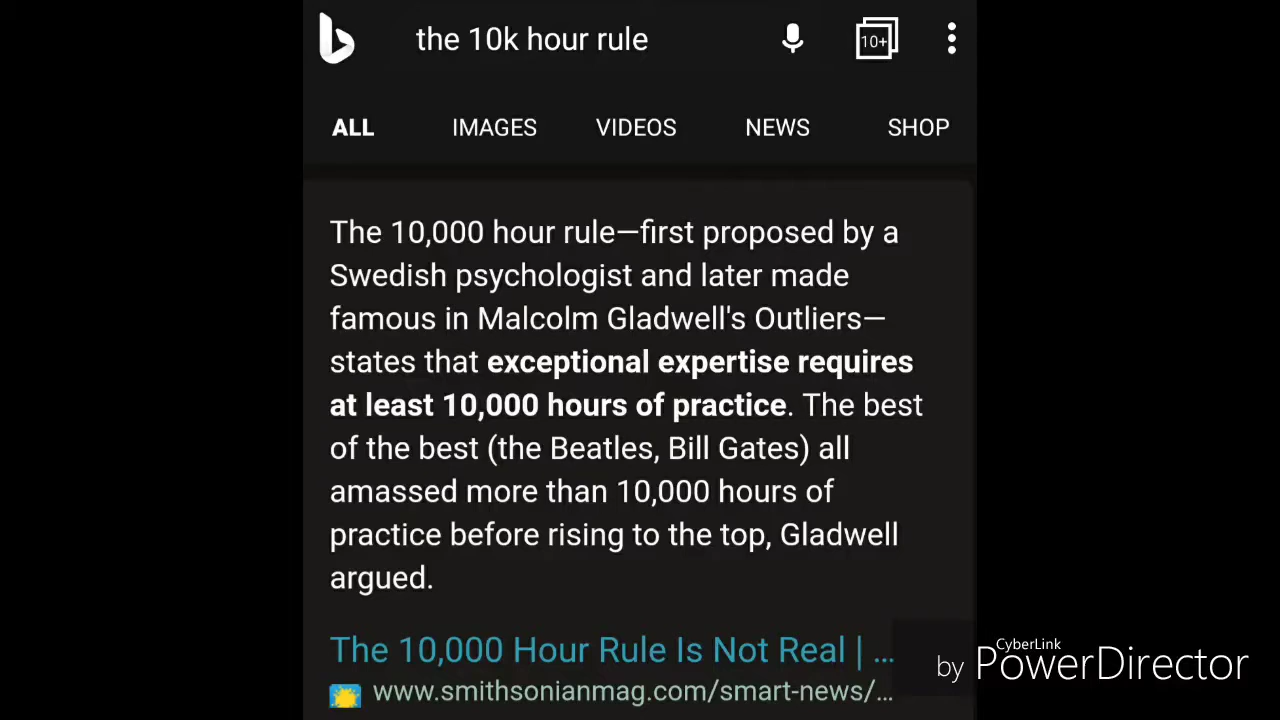 the 10k hour rule
10+
ALL IMAGES VIDEOS NEWS SHOP
The 10,000 hour rule—first proposed by a
Swedish psychologist and later made
famous in Malcolm Gladwell's Outliers—
states that exceptional expertise requires
at least 10,000 hours of practice. The best
of the best (the Beatles, Bill Gates) all
amassed more than 10,000 hours of
practice before rising to the top, Gladwell
argued.
The 10,000 Hour Rule Is Not Real | ...
www.smithsonianmag.com/smart-news/...
CyberLink
by PowerDirector